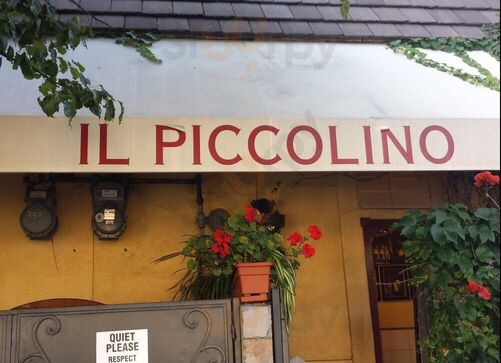 IL PICCOLINO
QUIET
PLEASE
RESPECT